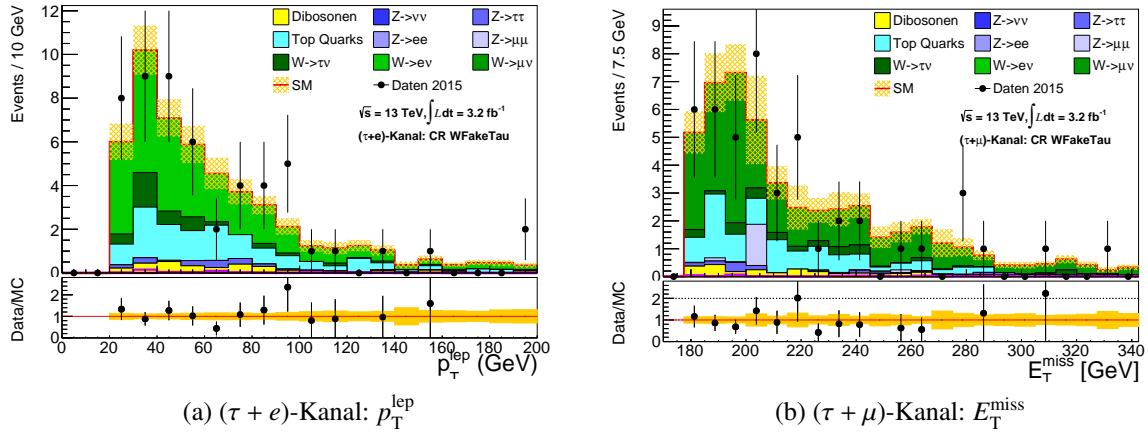 Events / 10 GeV
12
10
8
6
4
2
0
Dibosonen
Z->νν
Z->ττ
Top Quarks
Z->ee
Z->μμ
W->τν
W->eν
W->μν
SM
Daten 2015
√s = 13 TeV,∫Ldt = 3.2 fb⁻¹
(τ+e)-Kanal: CR WFakeTau
Data/MC
2
1
0
0 20 40 60 80 100 120 140 160 180 200
p_T^lep (GeV)
(a) (τ + e)-Kanal: p_T^lep
Events / 7.5 GeV
9
8
7
6
5
4
3
2
1
0
Dibosonen
Z->νν
Z->ττ
Top Quarks
Z->ee
Z->μμ
W->τν
W->eν
W->μν
SM
Daten 2015
√s = 13 TeV,∫Ldt = 3.2 fb⁻¹
(τ+μ)-Kanal: CR WFakeTau
Data/MC
2
1
0
180 200 220 240 260 280 300 320 340
E_T^miss [GeV]
(b) (τ + μ)-Kanal: E_T^miss